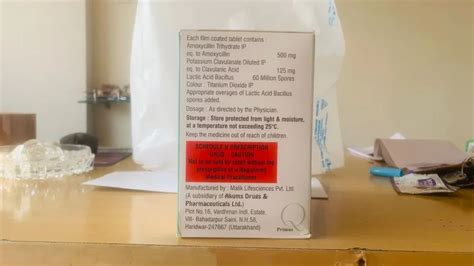 Each film coated tablet contains :
Amoxycillin Trihydrate IP
eq. to Amoxycillin 500 mg
Potassium Clavulanate Diluted IP
eq. to Clavulanic Acid 125 mg
Lactic Acid Bacillus 60 Million Spores
Colour : Titanium Dioxide IP
Appropriate overages of Lactic Acid Bacillus
spores added.
Dosage : As directed by the Physician.
Storage : Store protected from light & moisture,
at a temperature not exceeding 25°C.
Keep the medicine out of reach of children.
SCHEDULE H PRESCRIPTION
DRUG - CAUTION
Not to be sold by retail without the
prescription of a Registered
Medical Practitioner
Manufactured by : Malik Lifesciences Pvt. Ltd.
(A subsidiary of Akums Drugs &
Pharmaceuticals Ltd.)
Plot No.16, Vardhman Indl. Estate,
Vill- Bahadarpur Saini, N.H.58,
Haridwar-247667 (Uttarakhand)
Q